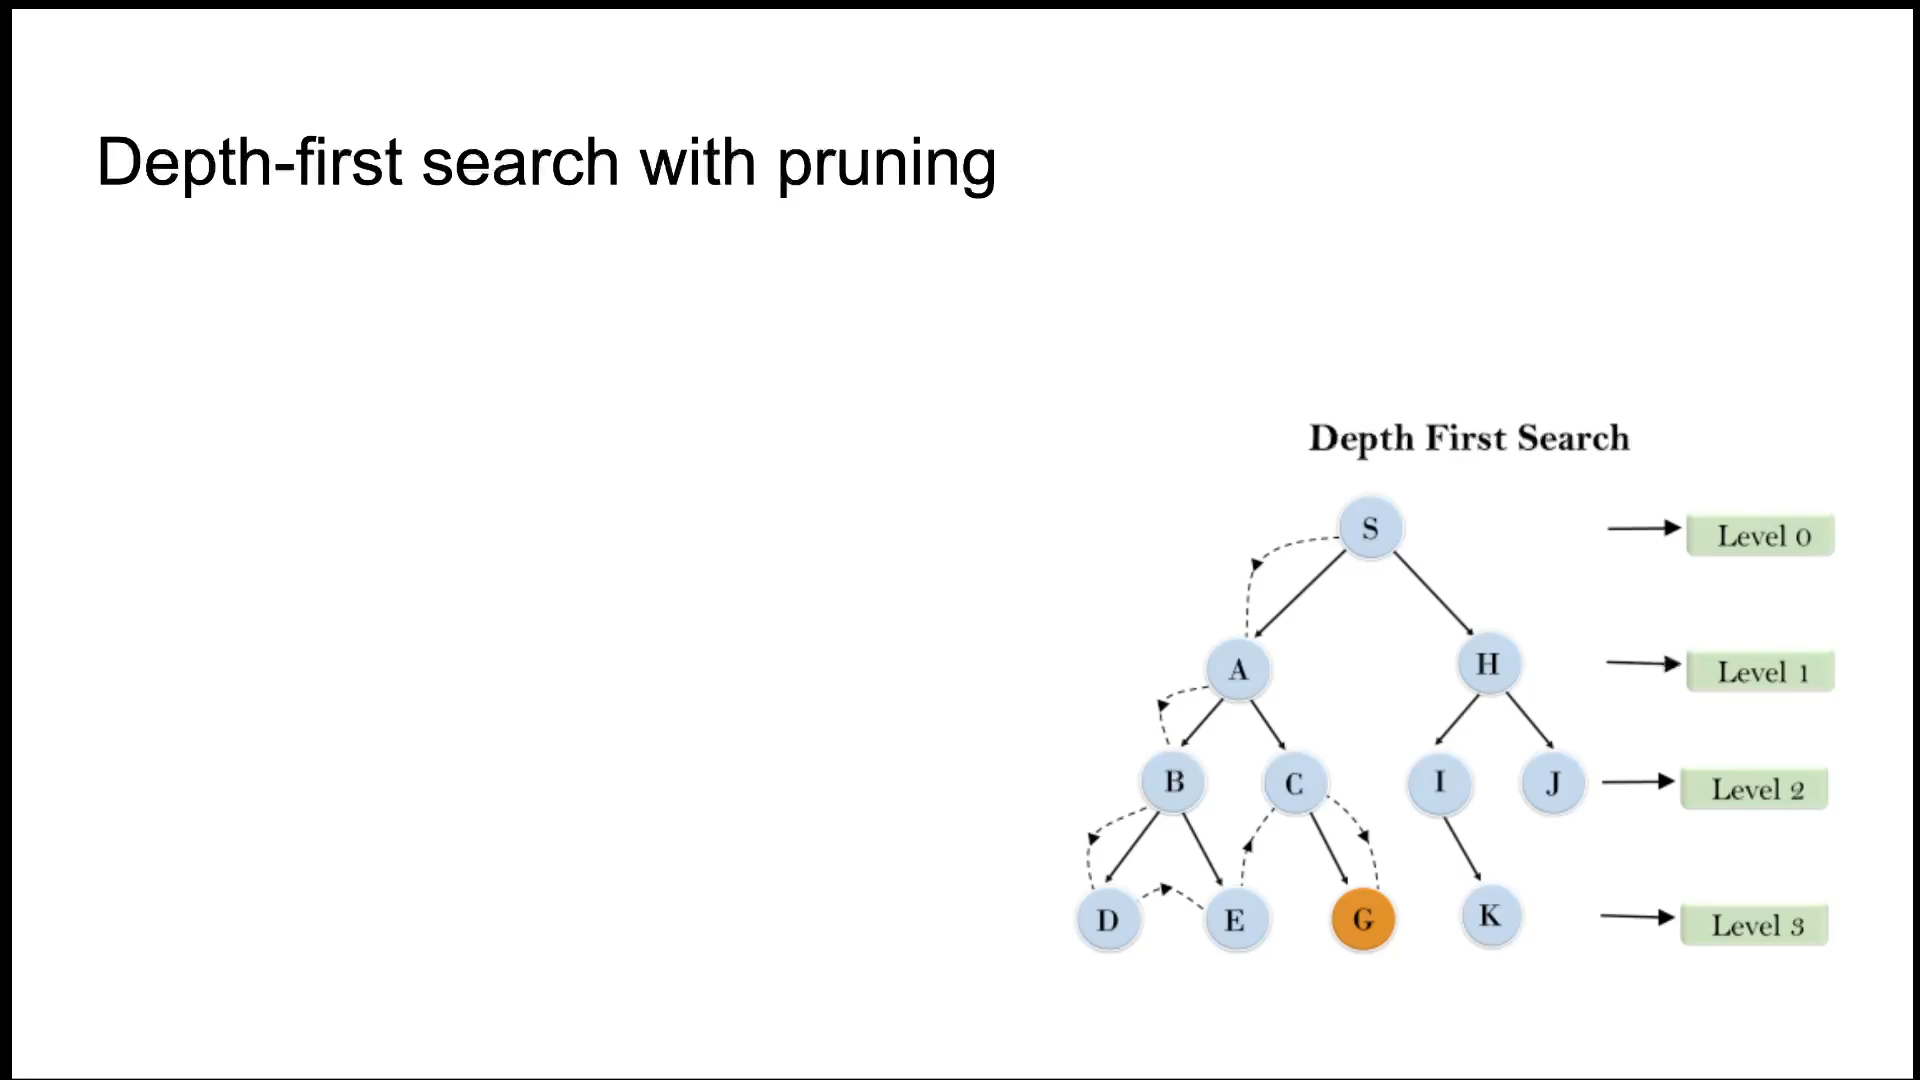 Depth-first search with pruning
Depth First Search
S
Level 0
A
H
Level 1
B
C
I
J
Level 2
D
E
G
K
Level 3